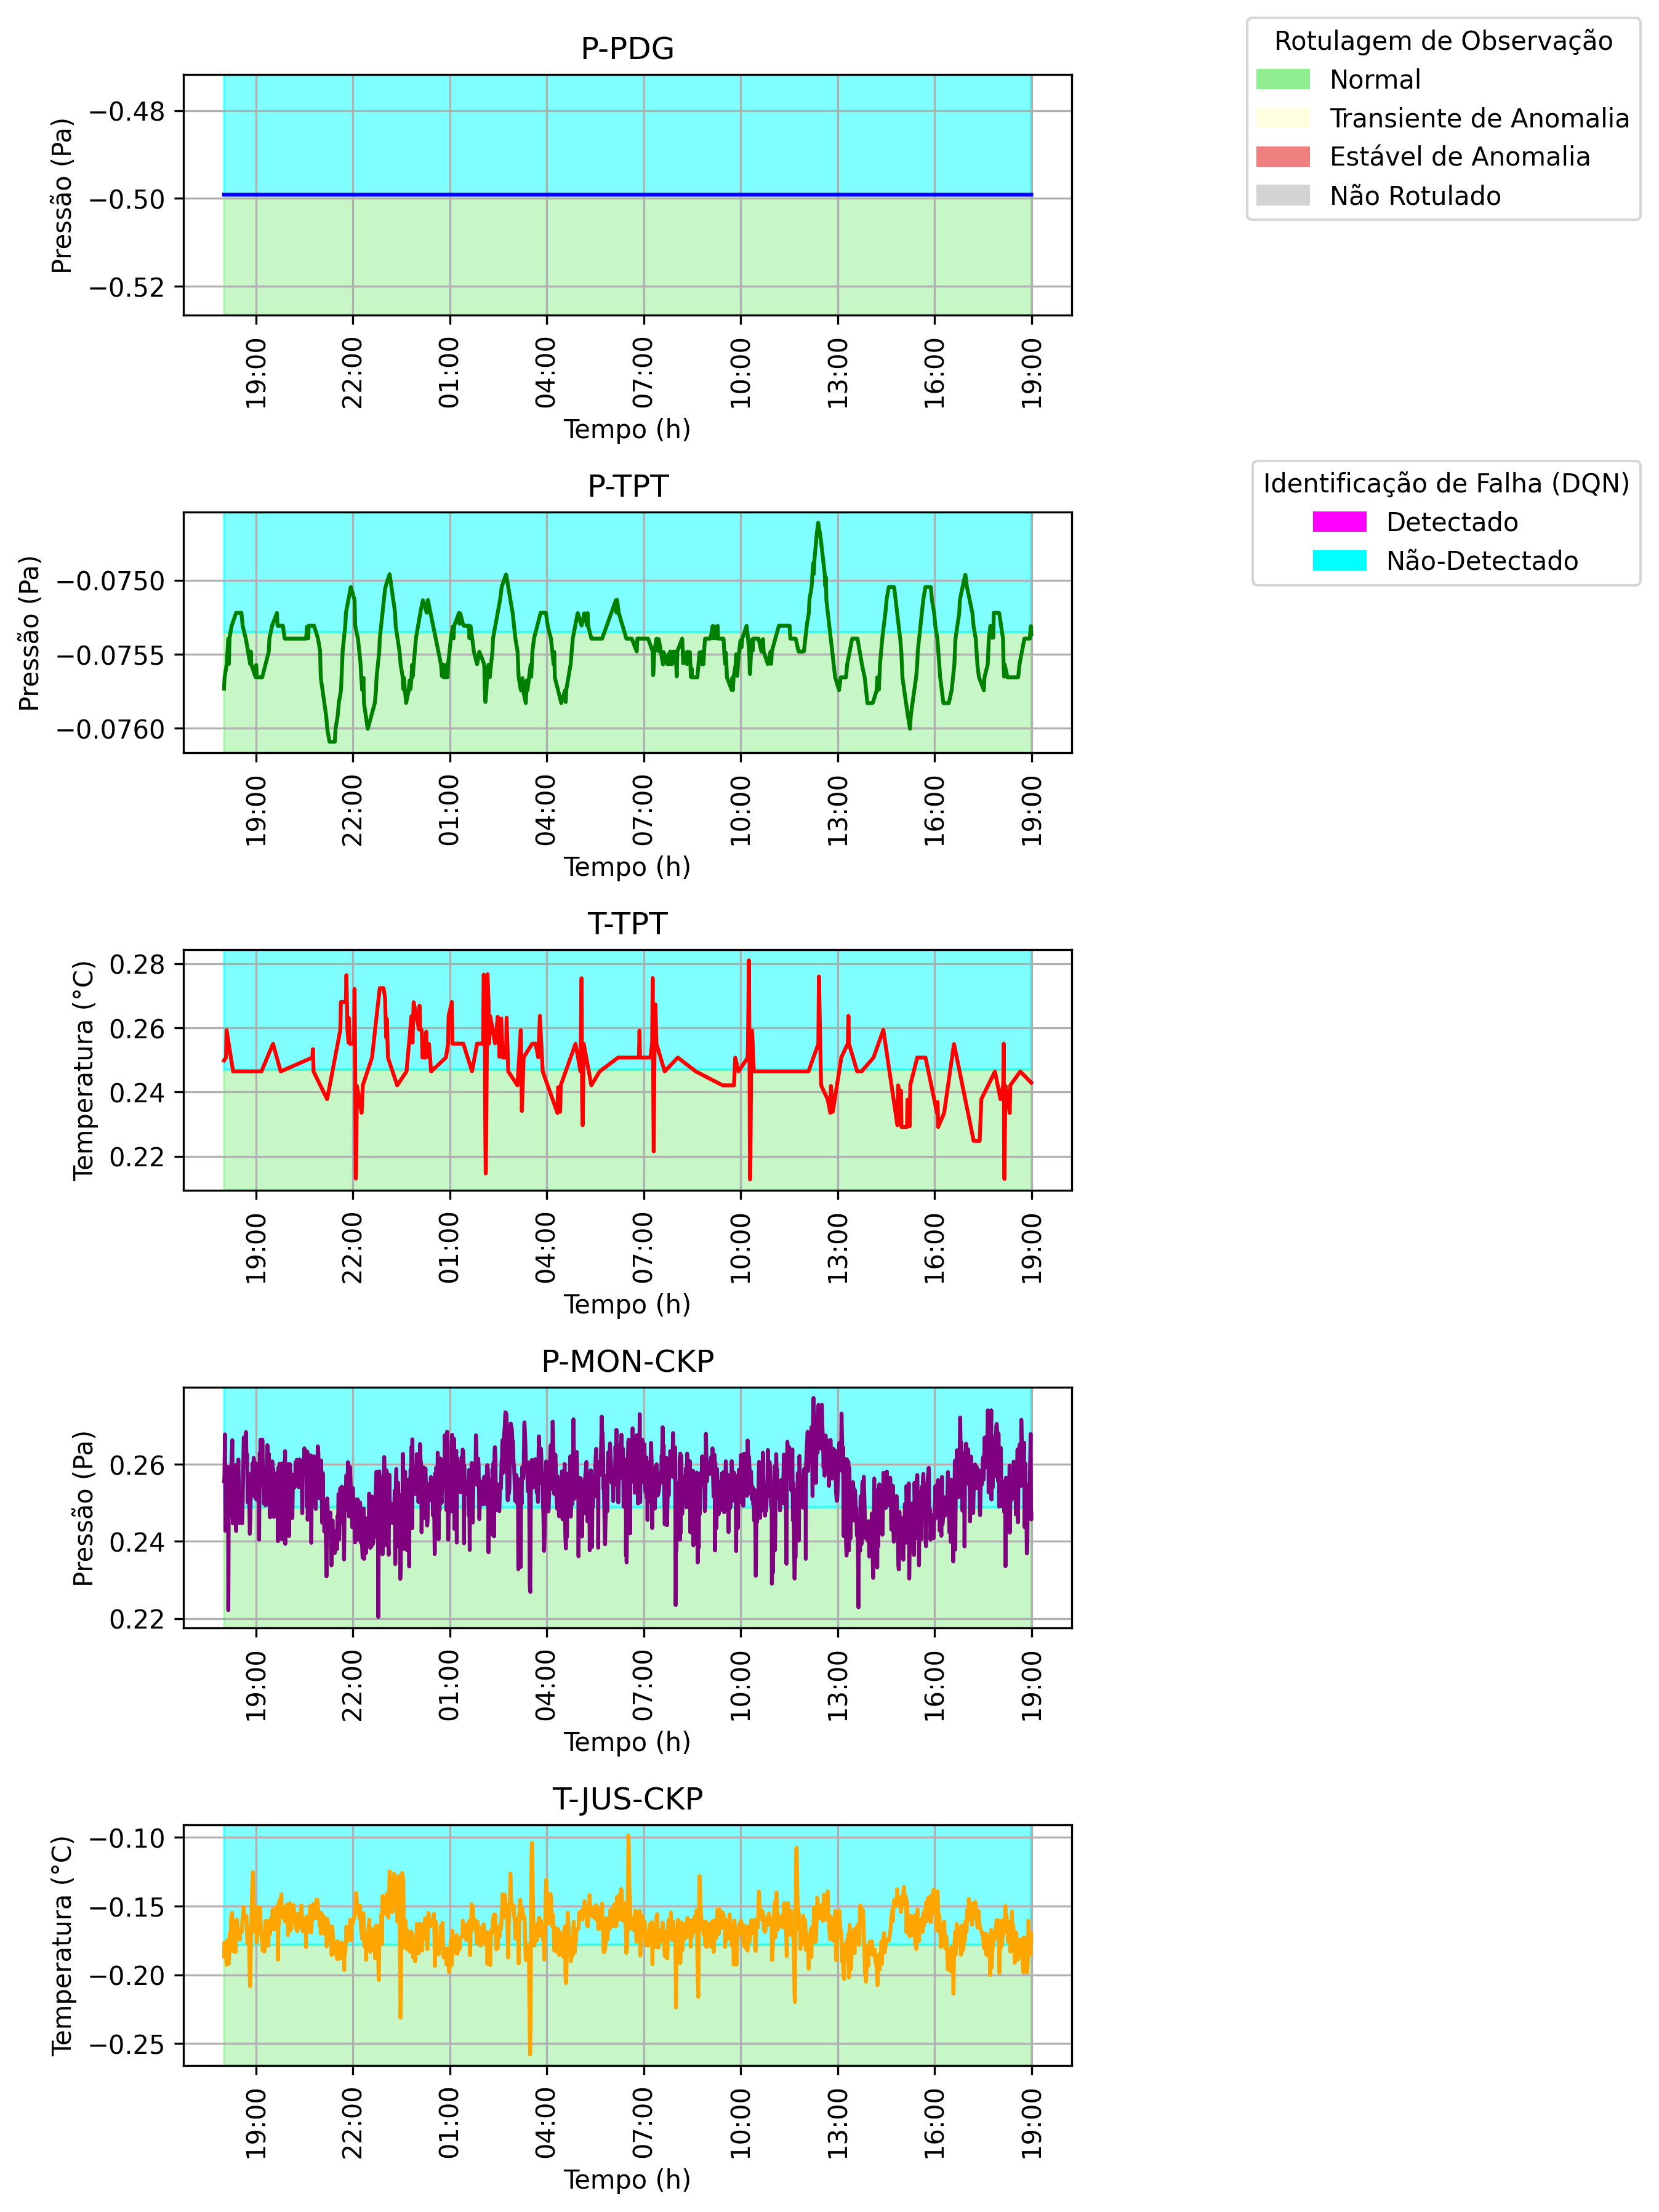 P-PDG
Rotulagem de Observação
Normal
Transiente de Anomalia
Estável de Anomalia
Não Rotulado
Pressão (Pa)
−0.48
−0.50
−0.52
19:00 22:00 01:00 04:00 07:00 10:00 13:00 16:00 19:00
Tempo (h)
P-TPT
Identificação de Falha (DQN)
Detectado
Não-Detectado
Pressão (Pa)
−0.0750
−0.0755
−0.0760
19:00 22:00 01:00 04:00 07:00 10:00 13:00 16:00 19:00
Tempo (h)
T-TPT
Temperatura (°C)
0.28
0.26
0.24
0.22
19:00 22:00 01:00 04:00 07:00 10:00 13:00 16:00 19:00
Tempo (h)
P-MON-CKP
Pressão (Pa)
0.26
0.24
0.22
19:00 22:00 01:00 04:00 07:00 10:00 13:00 16:00 19:00
Tempo (h)
T-JUS-CKP
Temperatura (°C)
−0.10
−0.15
−0.20
−0.25
19:00 22:00 01:00 04:00 07:00 10:00 13:00 16:00 19:00
Tempo (h)